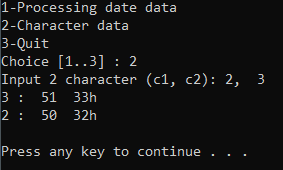 1-Processing date data
2-Character data
3-Quit
Choice [1..3] : 2
Input 2 character (c1, c2): 2,  3
3 :  51  33h
2 :  50  32h
Press any key to continue . . .